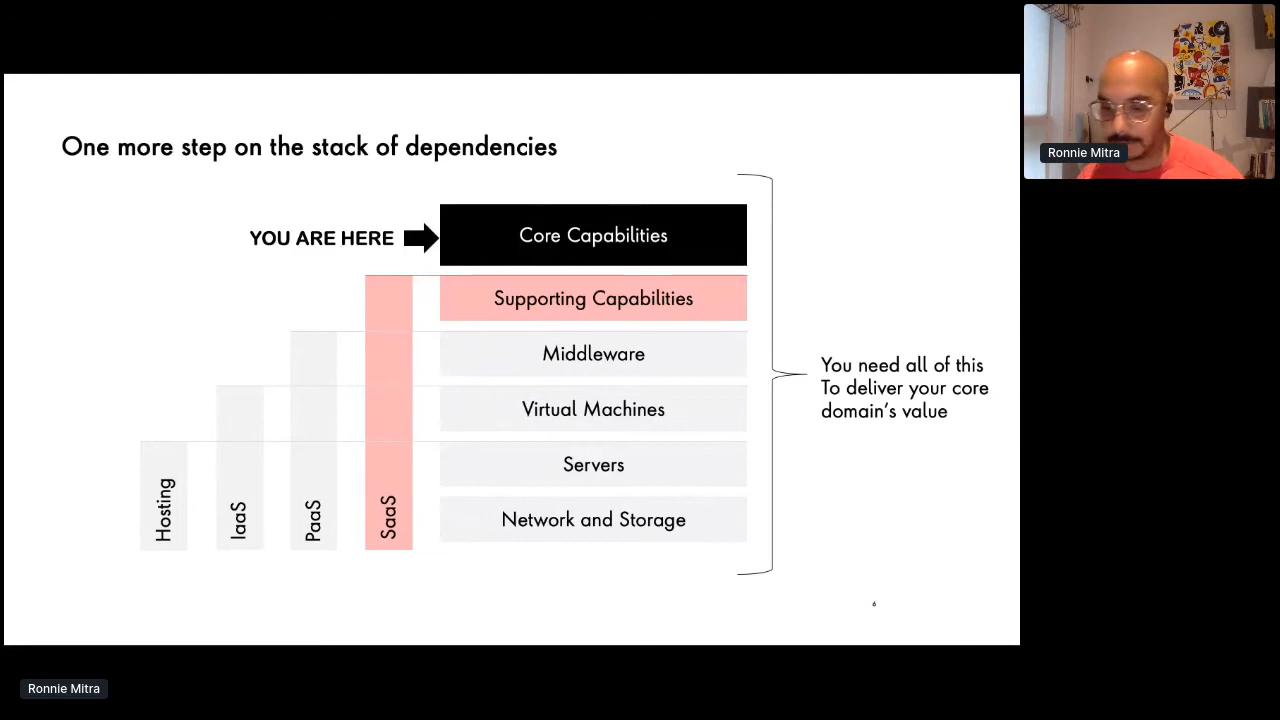 One more step on the stack of dependencies
YOU ARE HERE
Core Capabilities
Supporting Capabilities
Middleware
Virtual Machines
Servers
Network and Storage
Hosting
IaaS
PaaS
SaaS
You need all of this
To deliver your core
domain's value
6
Ronnie Mitra
Ronnie Mitra